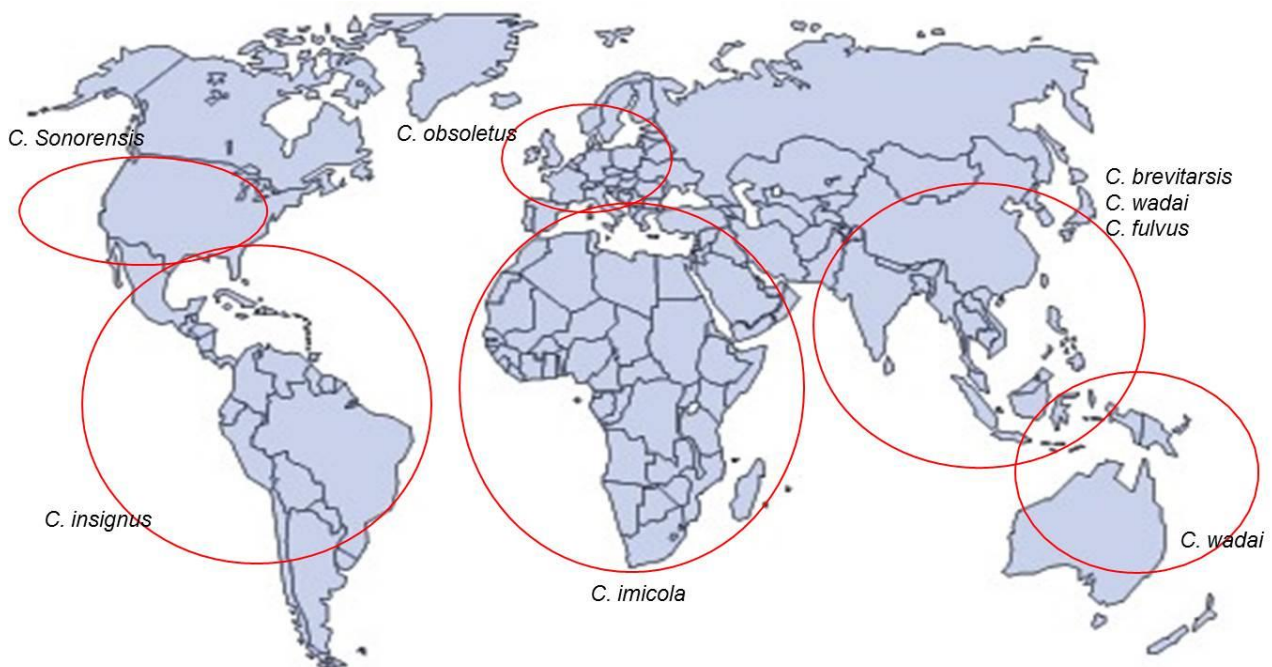 C. Sonorensis
C. obsoletus
C. brevitarsis
C. wadai
C. fulvus
C. insignus
C. wadai
C. imicola